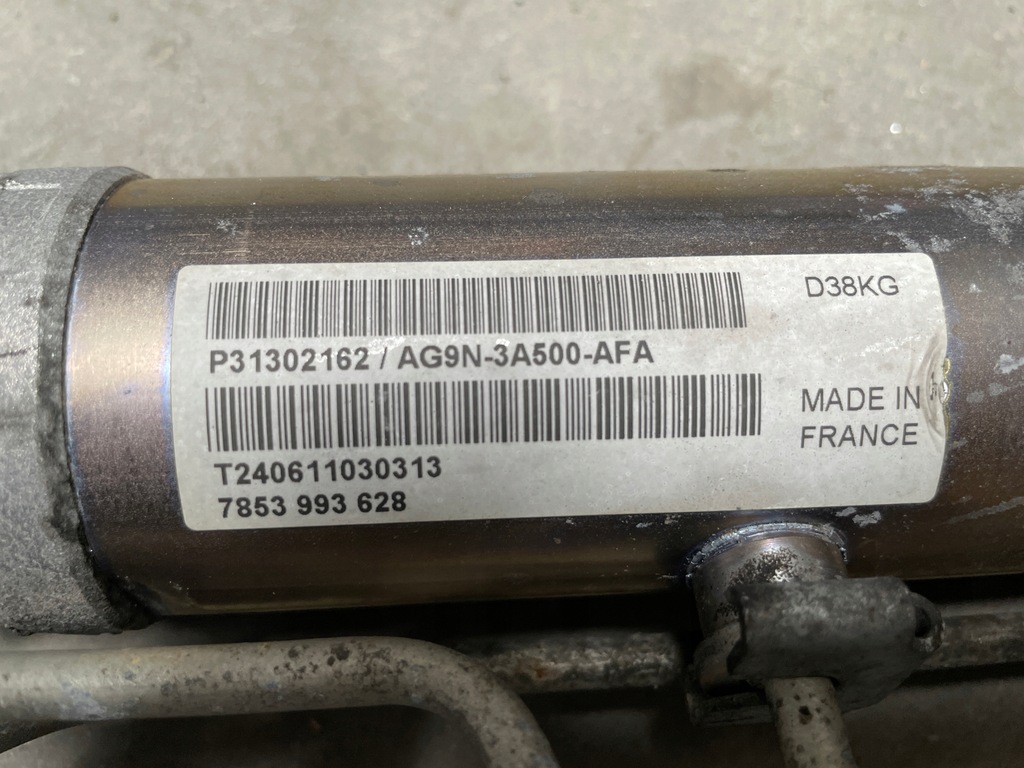 D38KG
P31302162 / AG9N-3A500-AFA
MADE IN
FRANCE
T240611030313
7853 993 628